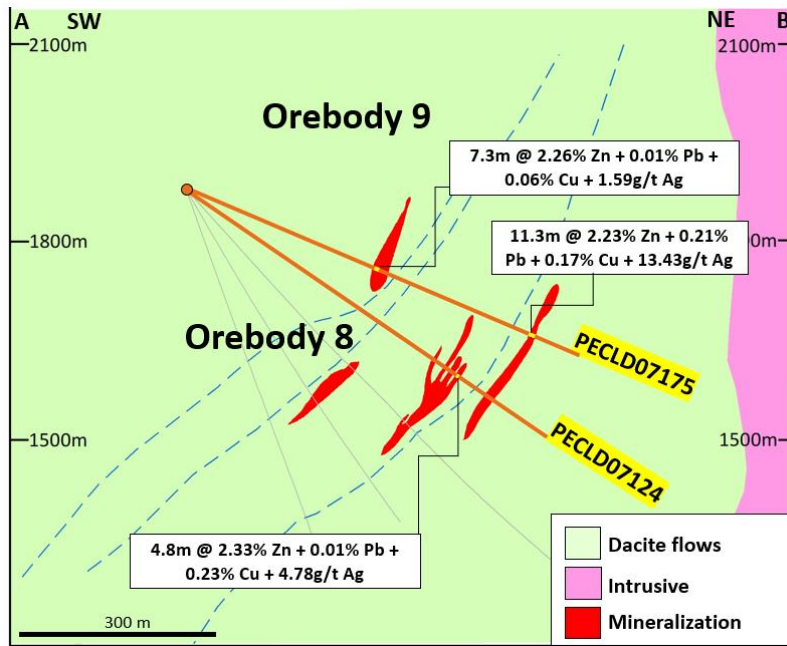 A SW
NE B
2100m
2100m
Orebody 9
7.3m @ 2.26% Zn + 0.01% Pb +
0.06% Cu + 1.59g/t Ag
1800m
00m
11.3m @ 2.23% Zn + 0.21%
Pb + 0.17% Cu + 13.43g/t Ag
Orebody 8
PECLD07175
1500m
1500m
PECLD07124
4.8m @ 2.33% Zn + 0.01% Pb +
0.23% Cu + 4.78g/t Ag
Dacite flows
Intrusive
Mineralization
300 m